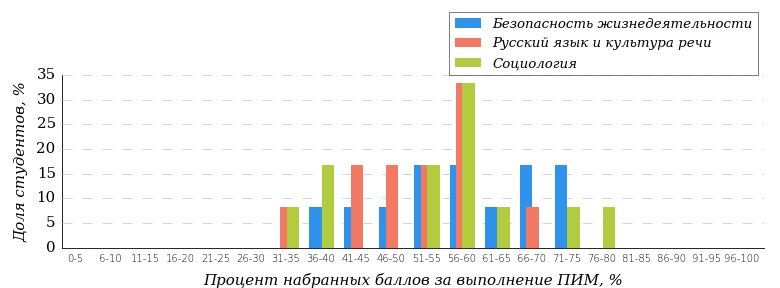 Безопасность жизнедеятельности
Русский язык и культура речи
Социология
Доля студентов, %
35
30
25
20
15
10
5
0
0-5 6-10 11-15 16-20 21-25 26-30 31-35 36-40 41-45 46-50 51-55 56-60 61-65 66-70 71-75 76-80 81-85 86-90 91-95 96-100
Процент набранных баллов за выполнение ПИМ, %